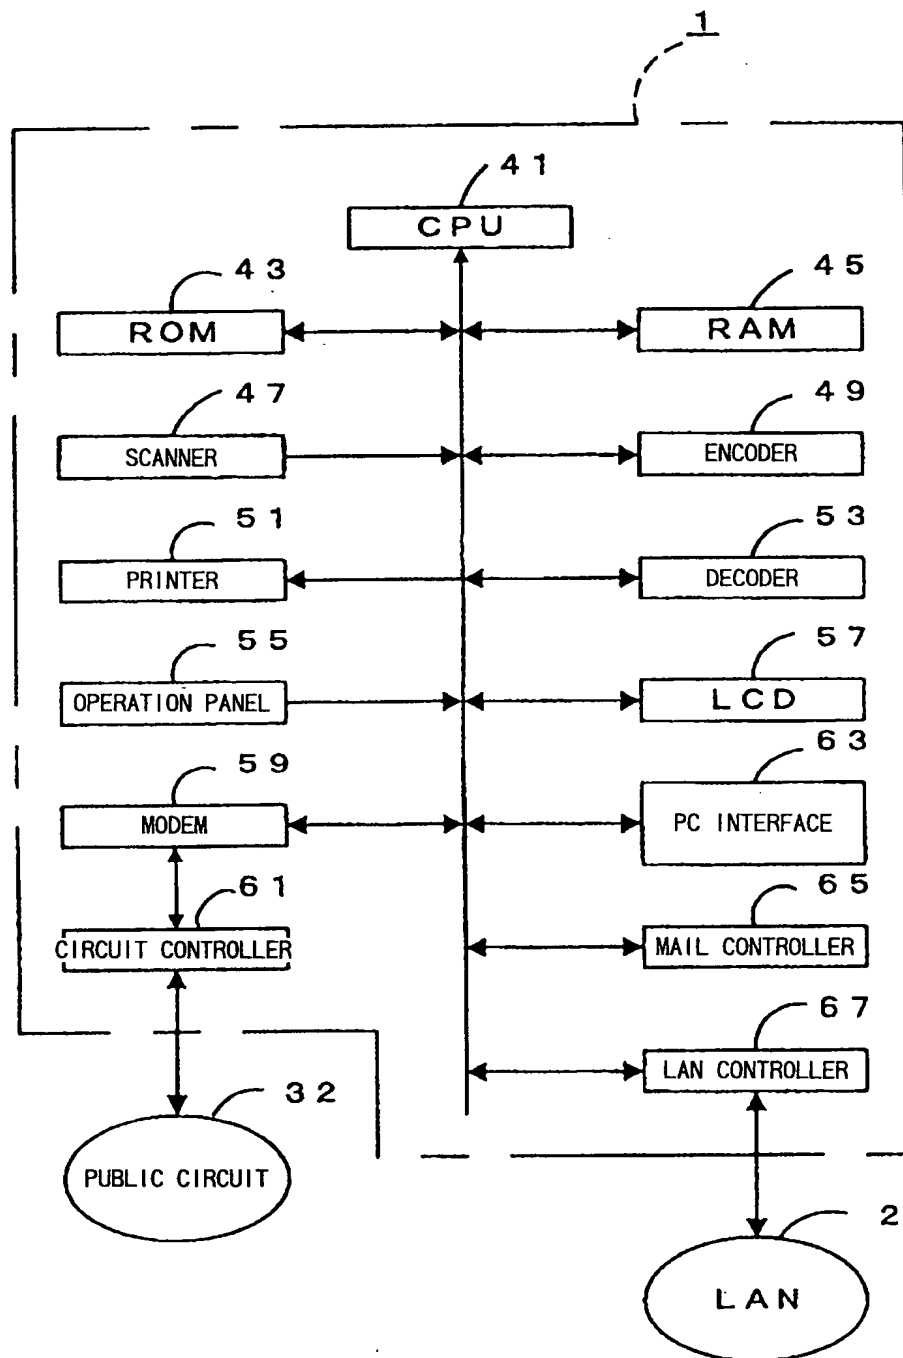 1
41
CPU
43
ROM
45
RAM
47
SCANNER
49
ENCODER
51
PRINTER
53
DECODER
55
OPERATION PANEL
57
LCD
59
MODEM
63
PC INTERFACE
61
CIRCUIT CONTROLLER
65
MAIL CONTROLLER
67
LAN CONTROLLER
32
PUBLIC CIRCUIT
2
LAN